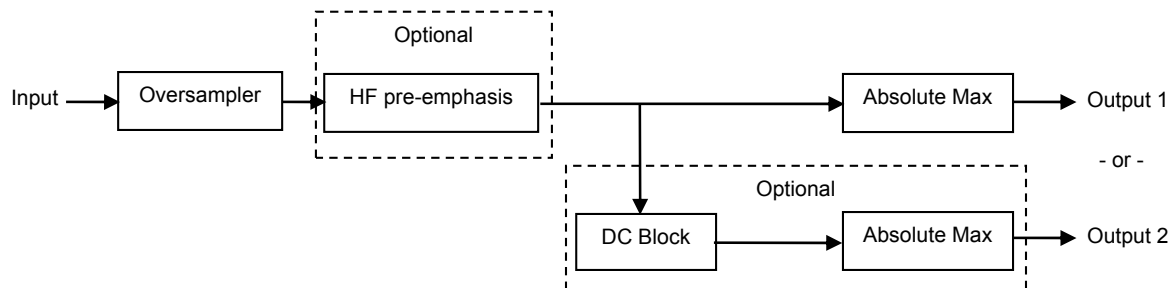 Optional
Input
Oversampler
HF pre-emphasis
Absolute Max
Output 1
- or -
Optional
DC Block
Absolute Max
Output 2